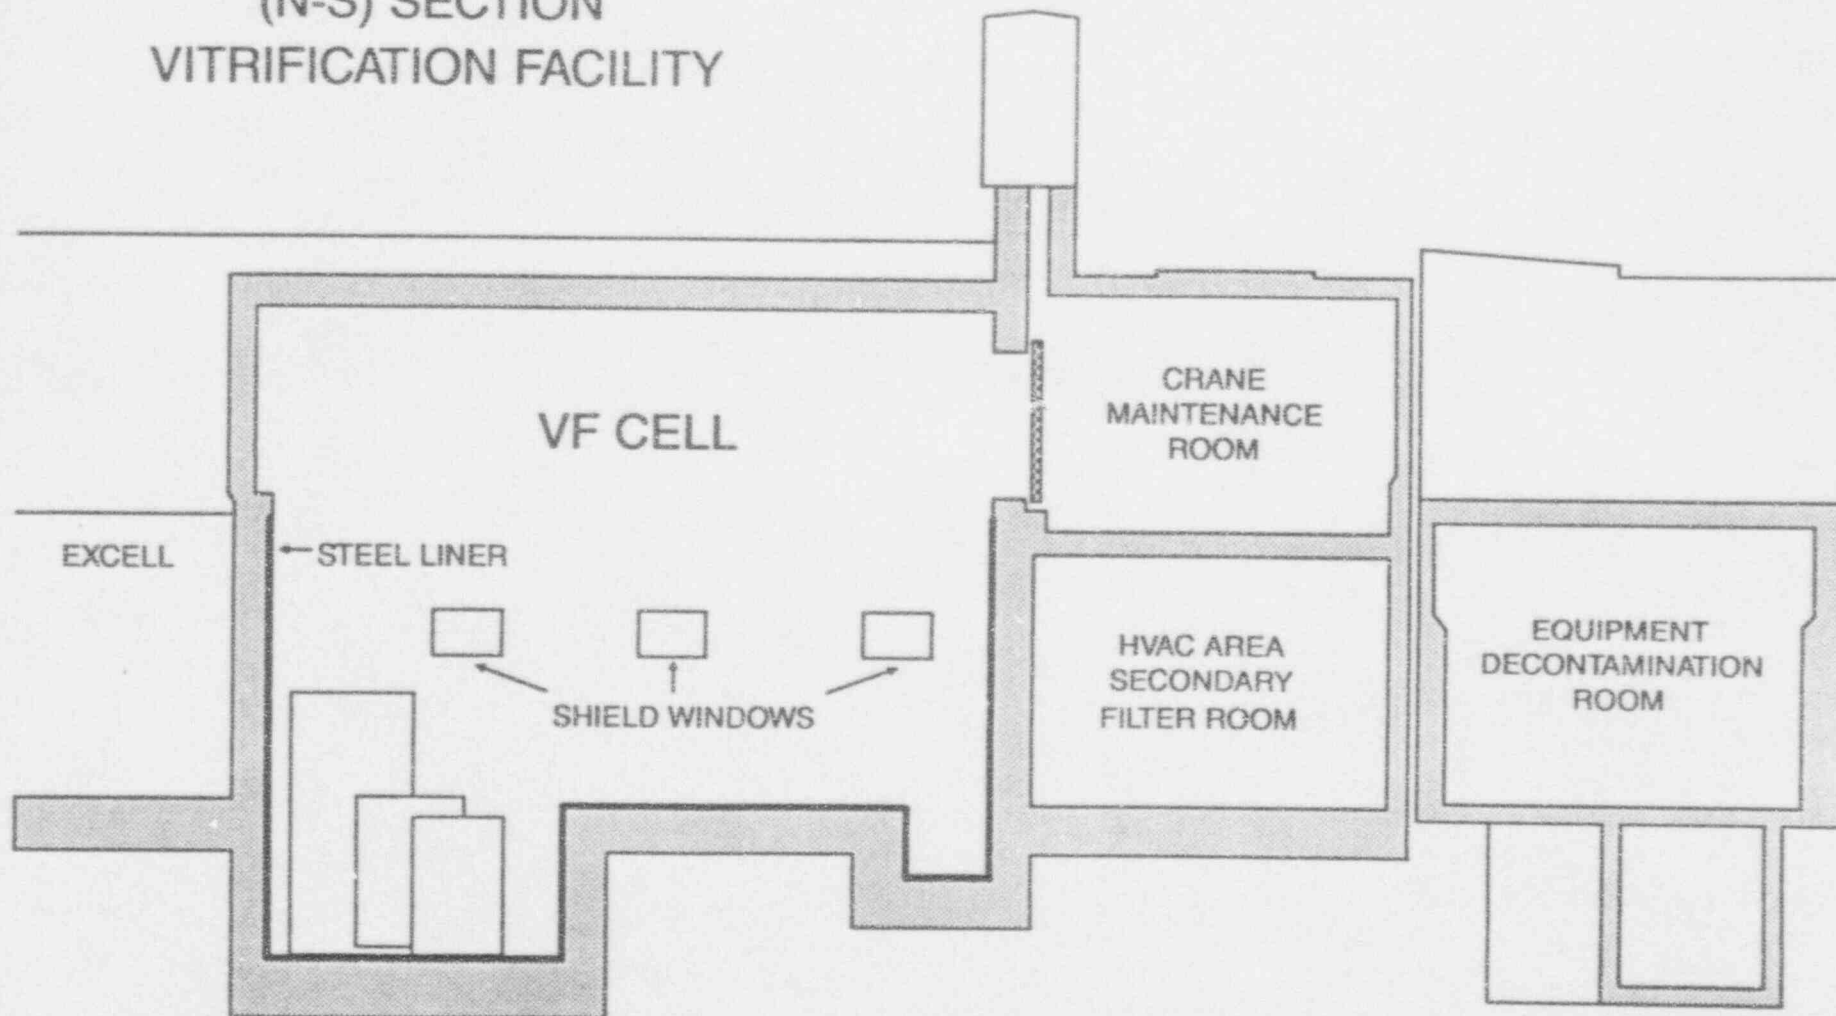 (N-S) SECTION
VITRIFICATION FACILITY
VF CELL
CRANE
MAINTENANCE
ROOM
EXCELL
STEEL LINER
SHIELD WINDOWS
HVAC AREA
SECONDARY
FILTER ROOM
EQUIPMENT
DECONTAMINATION
ROOM